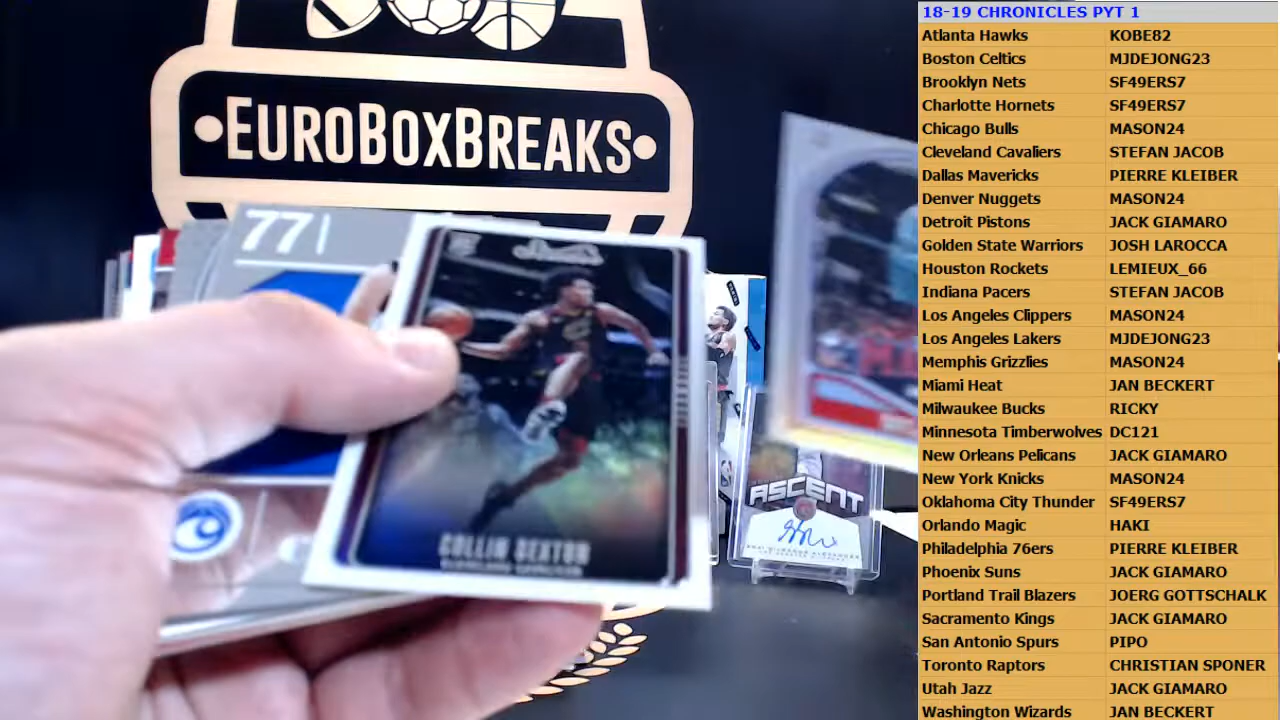 18-19 CHRONICLES PYT 1
Atlanta Hawks KOBE82
Boston Celtics MJDEJONG23
Brooklyn Nets SF49ERS7
Charlotte Hornets SF49ERS7
Chicago Bulls MASON24
Cleveland Cavaliers STEFAN JACOB
Dallas Mavericks PIERRE KLEIBER
Denver Nuggets MASON24
Detroit Pistons JACK GIAMARO
Golden State Warriors JOSH LAROCCA
Houston Rockets LEMIEUX_66
Indiana Pacers STEFAN JACOB
Los Angeles Clippers MASON24
Los Angeles Lakers MJDEJONG23
Memphis Grizzlies MASON24
Miami Heat JAN BECKERT
Milwaukee Bucks RICKY
Minnesota Timberwolves DC121
New Orleans Pelicans JACK GIAMARO
New York Knicks MASON24
Oklahoma City Thunder SF49ERS7
Orlando Magic HAKI
Philadelphia 76ers PIERRE KLEIBER
Phoenix Suns JACK GIAMARO
Portland Trail Blazers JOERG GOTTSCHALK
Sacramento Kings JACK GIAMARO
San Antonio Spurs PIPO
Toronto Raptors CHRISTIAN SPONER
Utah Jazz JACK GIAMARO
Washington Wizards JAN BECKERT
•EUROBOXBREAKS•
77
COLLIN SEXTON
ASCENT